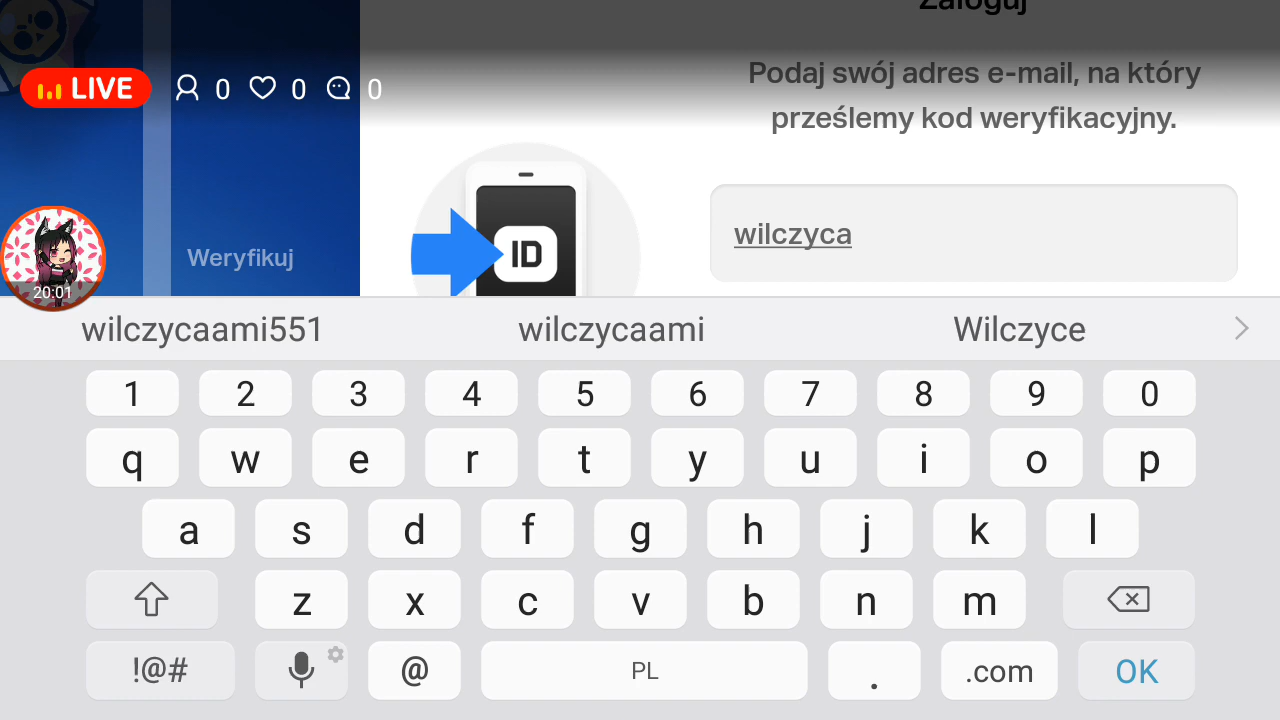 Zaloguj
LIVE 0 0 0
Podaj swój adres e-mail, na który
prześlemy kod weryfikacyjny.
ID
wilczyca
Weryfikuj
20:01
wilczycaami551 wilczycaami Wilczyce
1 2 3 4 5 6 7 8 9 0
q w e r t y u i o p
a s d f g h j k l
z x c v b n m
!@# @ PL . .com OK